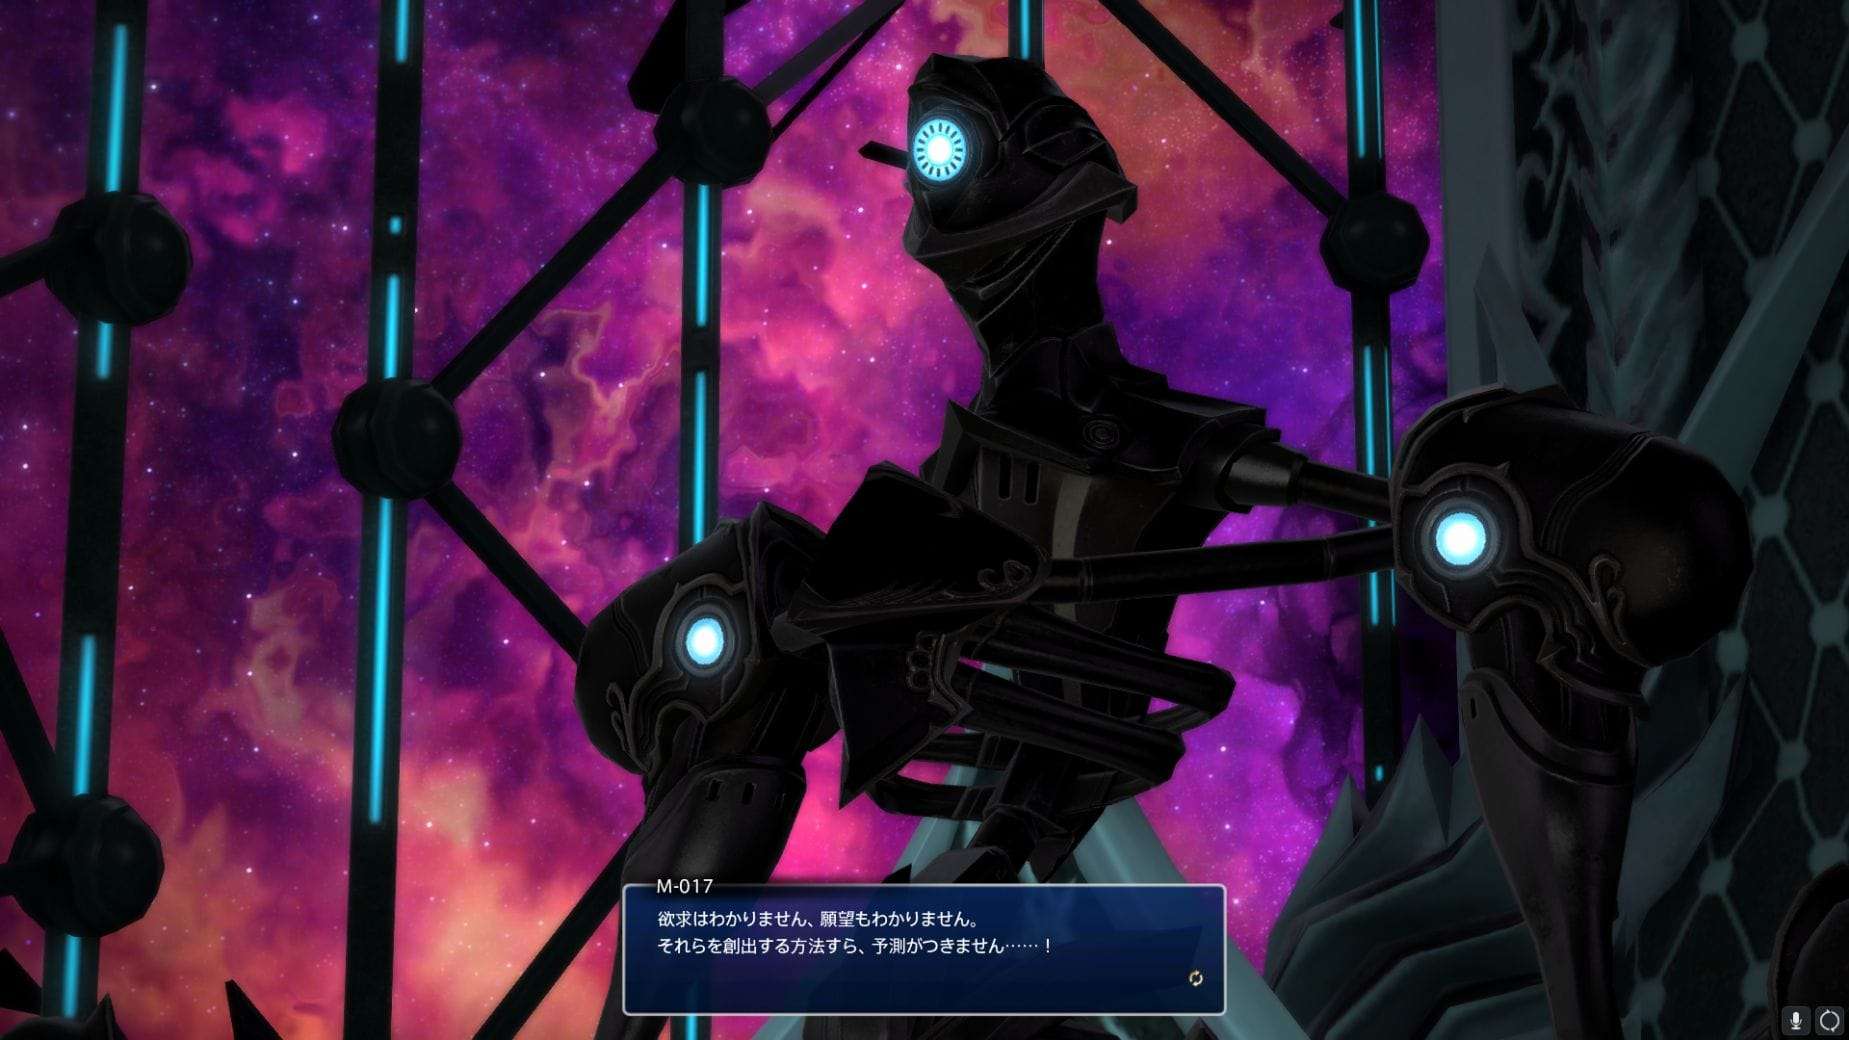 M-017
欲求はわかりません、願望もわかりません。
それらを創出する方法すら、予測がつきません……！